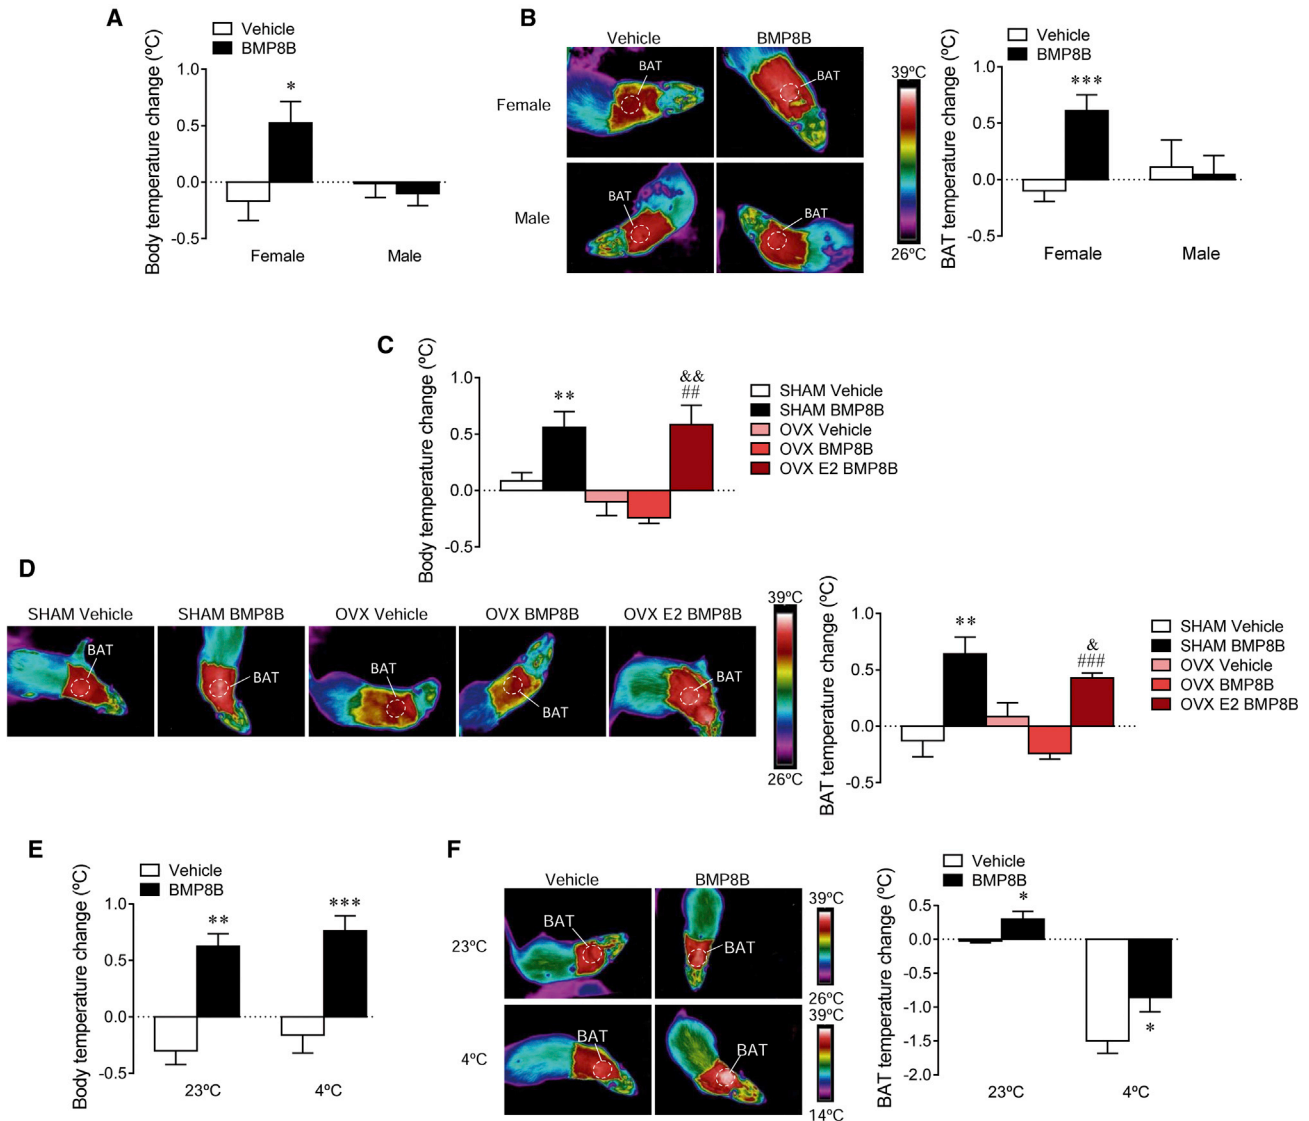 A
Vehicle
BMP8B
Body temperature change (ºC)
1.0
0.5
0.0
-0.5
*
Female
Male
B
Vehicle
BMP8B
Female
Male
BAT
BAT
BAT
BAT
39ºC
26ºC
Vehicle
BMP8B
BAT temperature change (ºC)
1.0
0.5
0.0
-0.5
***
Female
Male
C
Body temperature change (ºC)
1.0
0.5
0.0
-0.5
**
&&
##
SHAM Vehicle
SHAM BMP8B
OVX Vehicle
OVX BMP8B
OVX E2 BMP8B
D
SHAM Vehicle
SHAM BMP8B
OVX Vehicle
OVX BMP8B
OVX E2 BMP8B
BAT
BAT
BAT
BAT
BAT
39ºC
26ºC
BAT temperature change (ºC)
1.0
0.5
0.0
-0.5
**
&
###
SHAM Vehicle
SHAM BMP8B
OVX Vehicle
OVX BMP8B
OVX E2 BMP8B
E
Vehicle
BMP8B
Body temperature change (ºC)
1.0
0.5
0.0
-0.5
**
***
23ºC
4ºC
F
Vehicle
BMP8B
23ºC
4ºC
BAT
BAT
BAT
BAT
39ºC
26ºC
39ºC
14ºC
Vehicle
BMP8B
BAT temperature change (ºC)
0.5
0.0
-0.5
-1.0
-1.5
-2.0
*
*
23ºC
4ºC